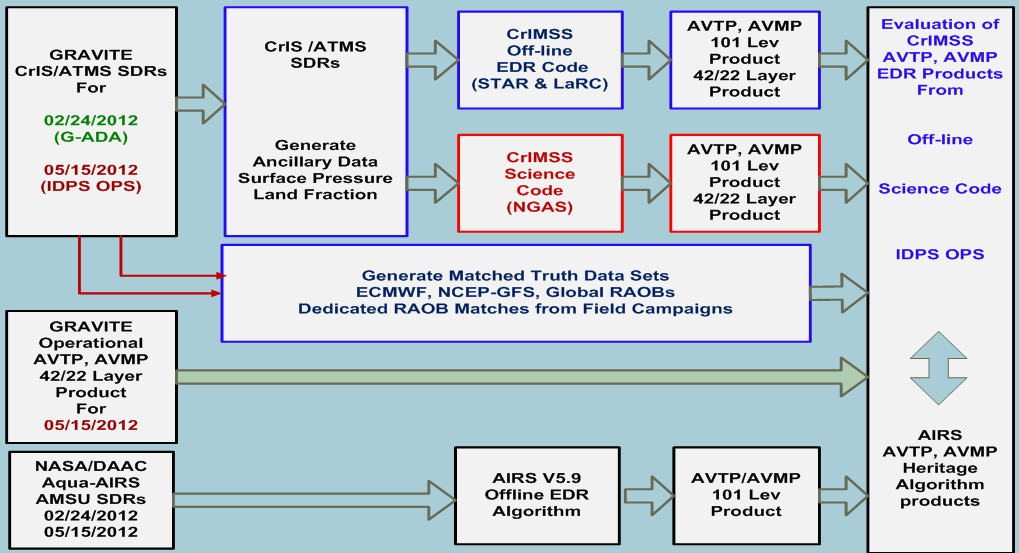 GRAVITE
CrIS/ATMS SDRs
For
02/24/2012
(G-ADA)
05/15/2012
(IDPS OPS)
CrIS /ATMS
SDRs
Generate
Ancillary Data
Surface Pressure
Land Fraction
CrIMSS
Off-line
EDR Code
(STAR & LaRC)
AVTP, AVMP
101 Lev
Product
42/22 Layer
Product
CrIMSS
Science
Code
(NGAS)
AVTP, AVMP
101 Lev
Product
42/22 Layer
Product
Evaluation of
CrIMSS
AVTP, AVMP
EDR Products
From
Off-line
Science Code
IDPS OPS
AIRS
AVTP, AVMP
Heritage
Algorithm
products
Generate Matched Truth Data Sets
ECMWF, NCEP-GFS, Global RAOBs
Dedicated RAOB Matches from Field Campaigns
GRAVITE
Operational
AVTP, AVMP
42/22 Layer
Product
For
05/15/2012
NASA/DAAC
Aqua-AIRS
AMSU SDRs
02/24/2012
05/15/2012
AIRS V5.9
Offline EDR
Algorithm
AVTP/AVMP
101 Lev
Product